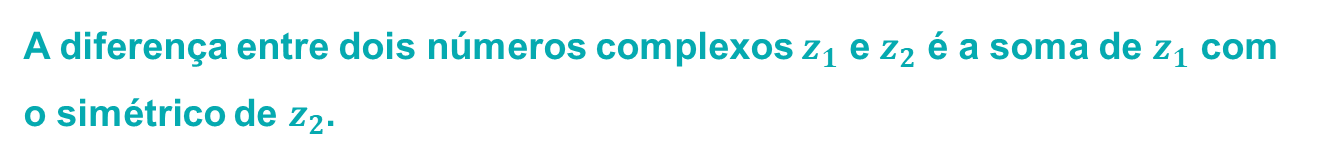 A diferença entre dois números complexos z₁ e z₂ é a soma de z₁ com
o simétrico de z₂.